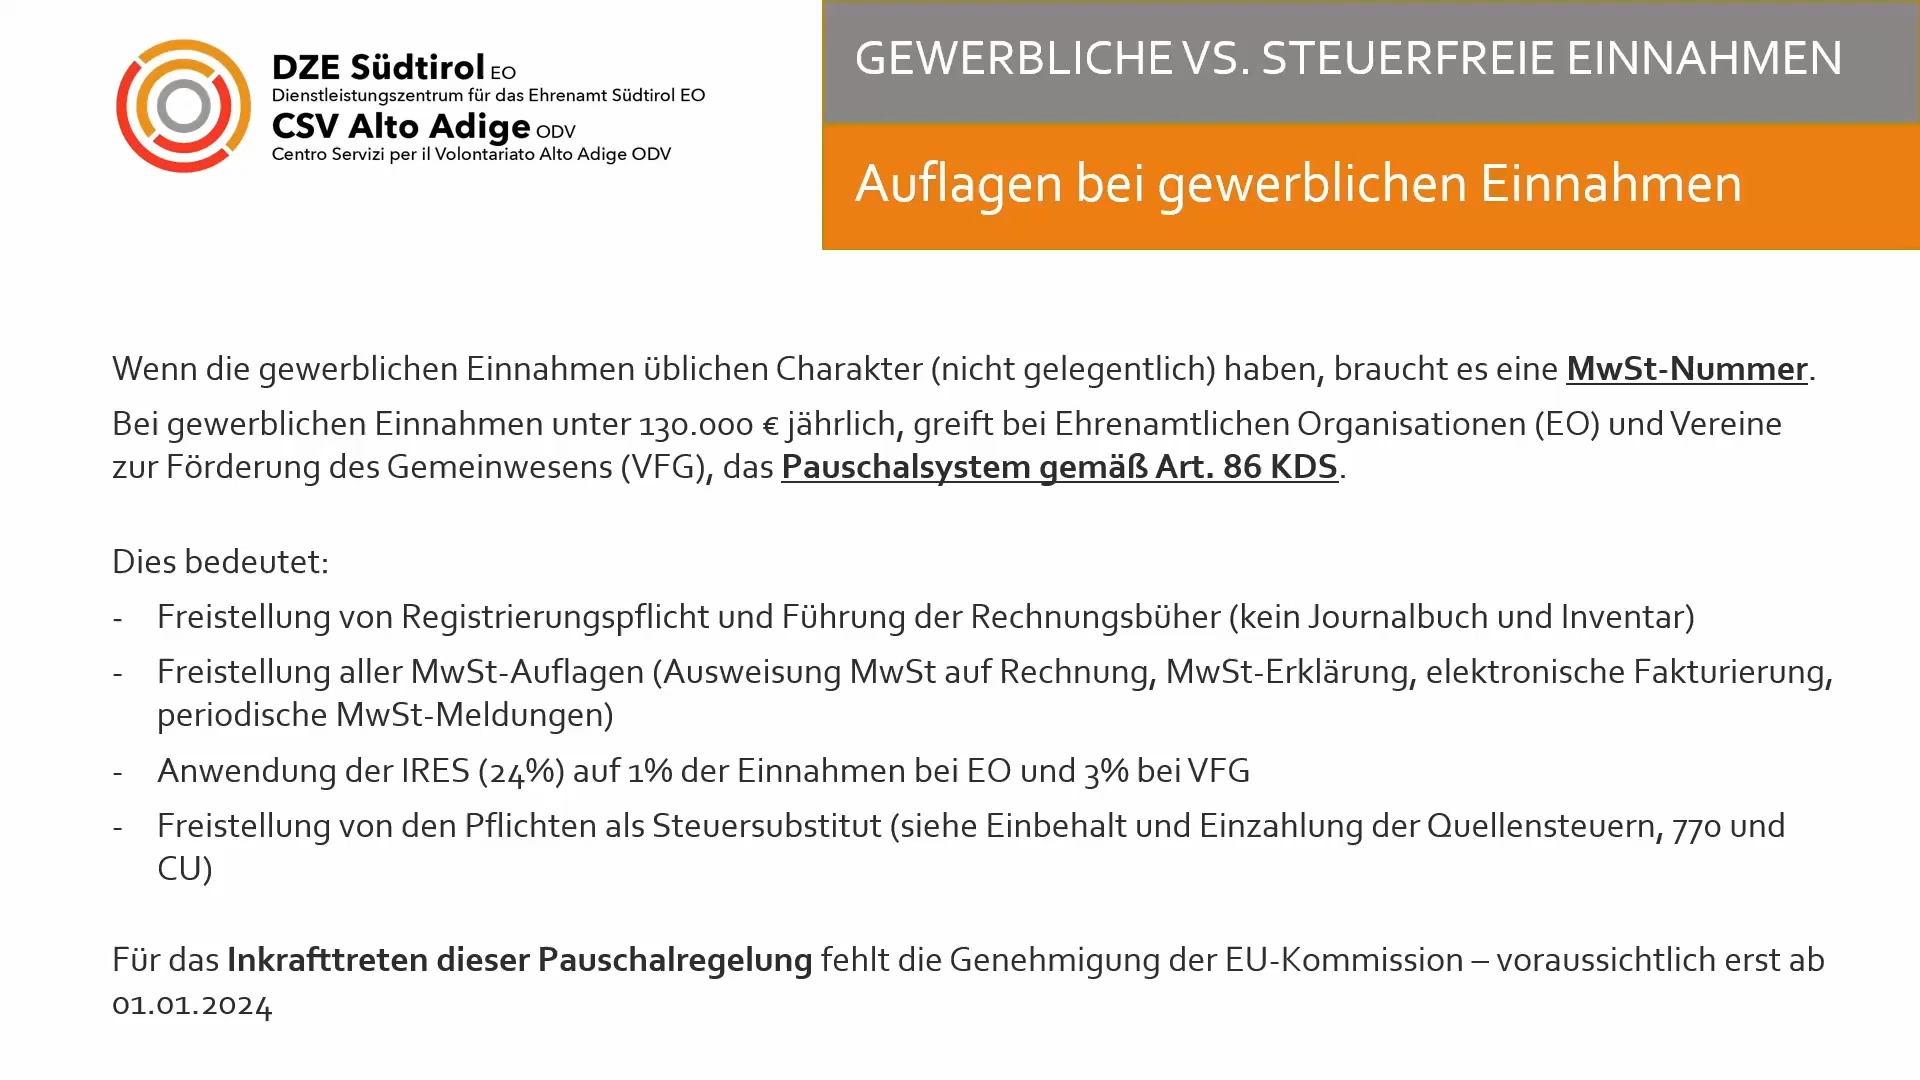 DZE Südtirol EO
Dienstleistungszentrum für das Ehrenamt Südtirol EO
CSV Alto Adige ODV
Centro Servizi per il Volontariato Alto Adige ODV
GEWERBLICHE VS. STEUERFREIE EINNAHMEN
Auflagen bei gewerblichen Einnahmen
Wenn die gewerblichen Einnahmen üblichen Charakter (nicht gelegentlich) haben, braucht es eine MwSt-Nummer.
Bei gewerblichen Einnahmen unter 130.000 € jährlich, greift bei Ehrenamtlichen Organisationen (EO) und Vereine
zur Förderung des Gemeinwesens (VFG), das Pauschalsystem gemäß Art. 86 KDS.
Dies bedeutet:
- Freistellung von Registrierungspflicht und Führung der Rechnungsbüher (kein Journalbuch und Inventar)
- Freistellung aller MwSt-Auflagen (Ausweisung MwSt auf Rechnung, MwSt-Erklärung, elektronische Fakturierung,
periodische MwSt-Meldungen)
- Anwendung der IRES (24%) auf 1% der Einnahmen bei EO und 3% bei VFG
- Freistellung von den Pflichten als Steuersubstitut (siehe Einbehalt und Einzahlung der Quellensteuern, 770 und
CU)
Für das Inkrafttreten dieser Pauschalregelung fehlt die Genehmigung der EU-Kommission – voraussichtlich erst ab
01.01.2024